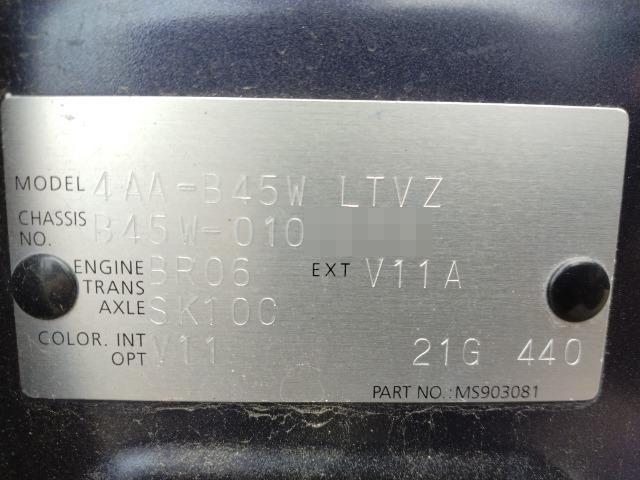 MODEL 4AA-B45W LTVZ
CHASSIS NO. B45W-010
ENGINE BR06 EXT V11A
TRANS AXLE SK10C
COLOR. INT V11
OPT 21G 440
PART NO.:MS903081